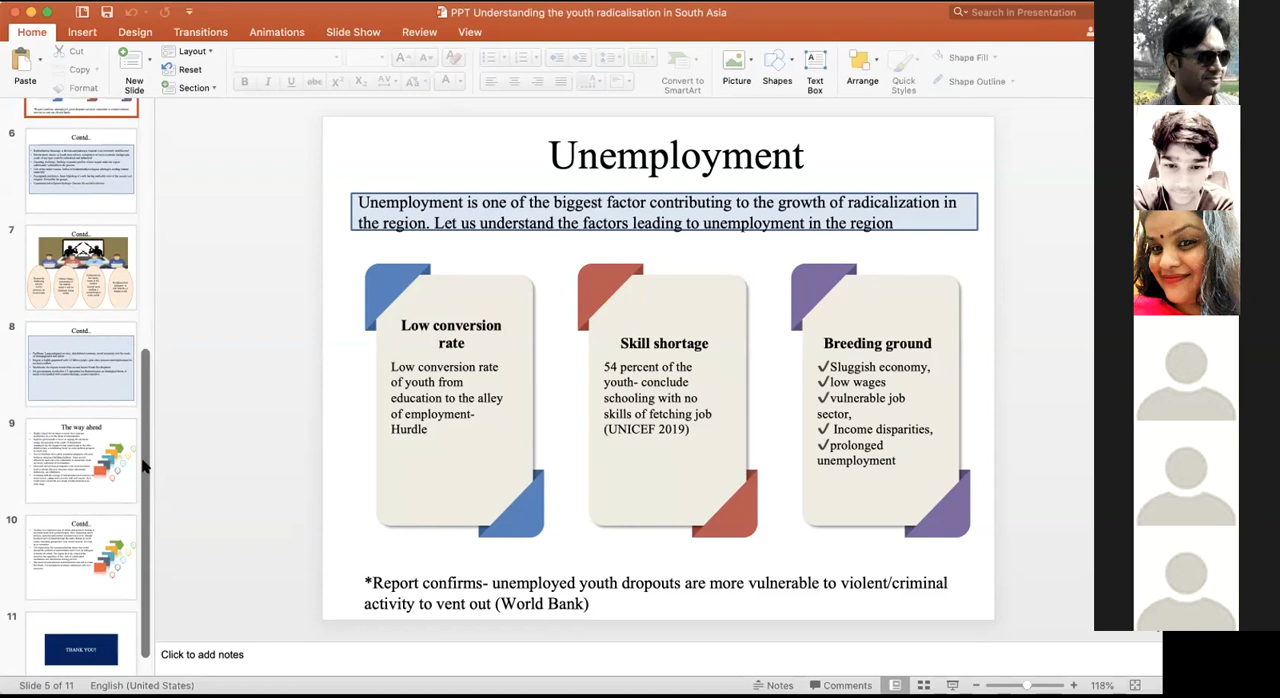 PPT Understanding the youth radicalisation in South Asia
Search in Presentation
Home Insert Design Transitions Animations Slide Show Review View
Paste
Cut
Copy
Format
New
Slide
Layout
Reset
Section
Convert to
SmartArt
Picture
Shapes
Text
Box
Arrange
Quick
Styles
Shape Fill
Shape Outline
6
Contd..
7
Contd..
8
Contd..
9
The way ahead
10
Contd..
11
THANK YOU!
Unemployment
Unemployment is one of the biggest factor contributing to the growth of radicalization in
the region. Let us understand the factors leading to unemployment in the region
Low conversion
rate
Low conversion rate
of youth from
education to the alley
of employment-
Hurdle
Skill shortage
54 percent of the
youth- conclude
schooling with no
skills of fetching job
(UNICEF 2019)
Breeding ground
✓Sluggish economy,
✓low wages
✓vulnerable job
sector,
✓ Income disparities,
✓prolonged
unemployment
*Report confirms- unemployed youth dropouts are more vulnerable to violent/criminal
activity to vent out (World Bank)
Click to add notes
Slide 5 of 11 English (United States)
Notes Comments 118%